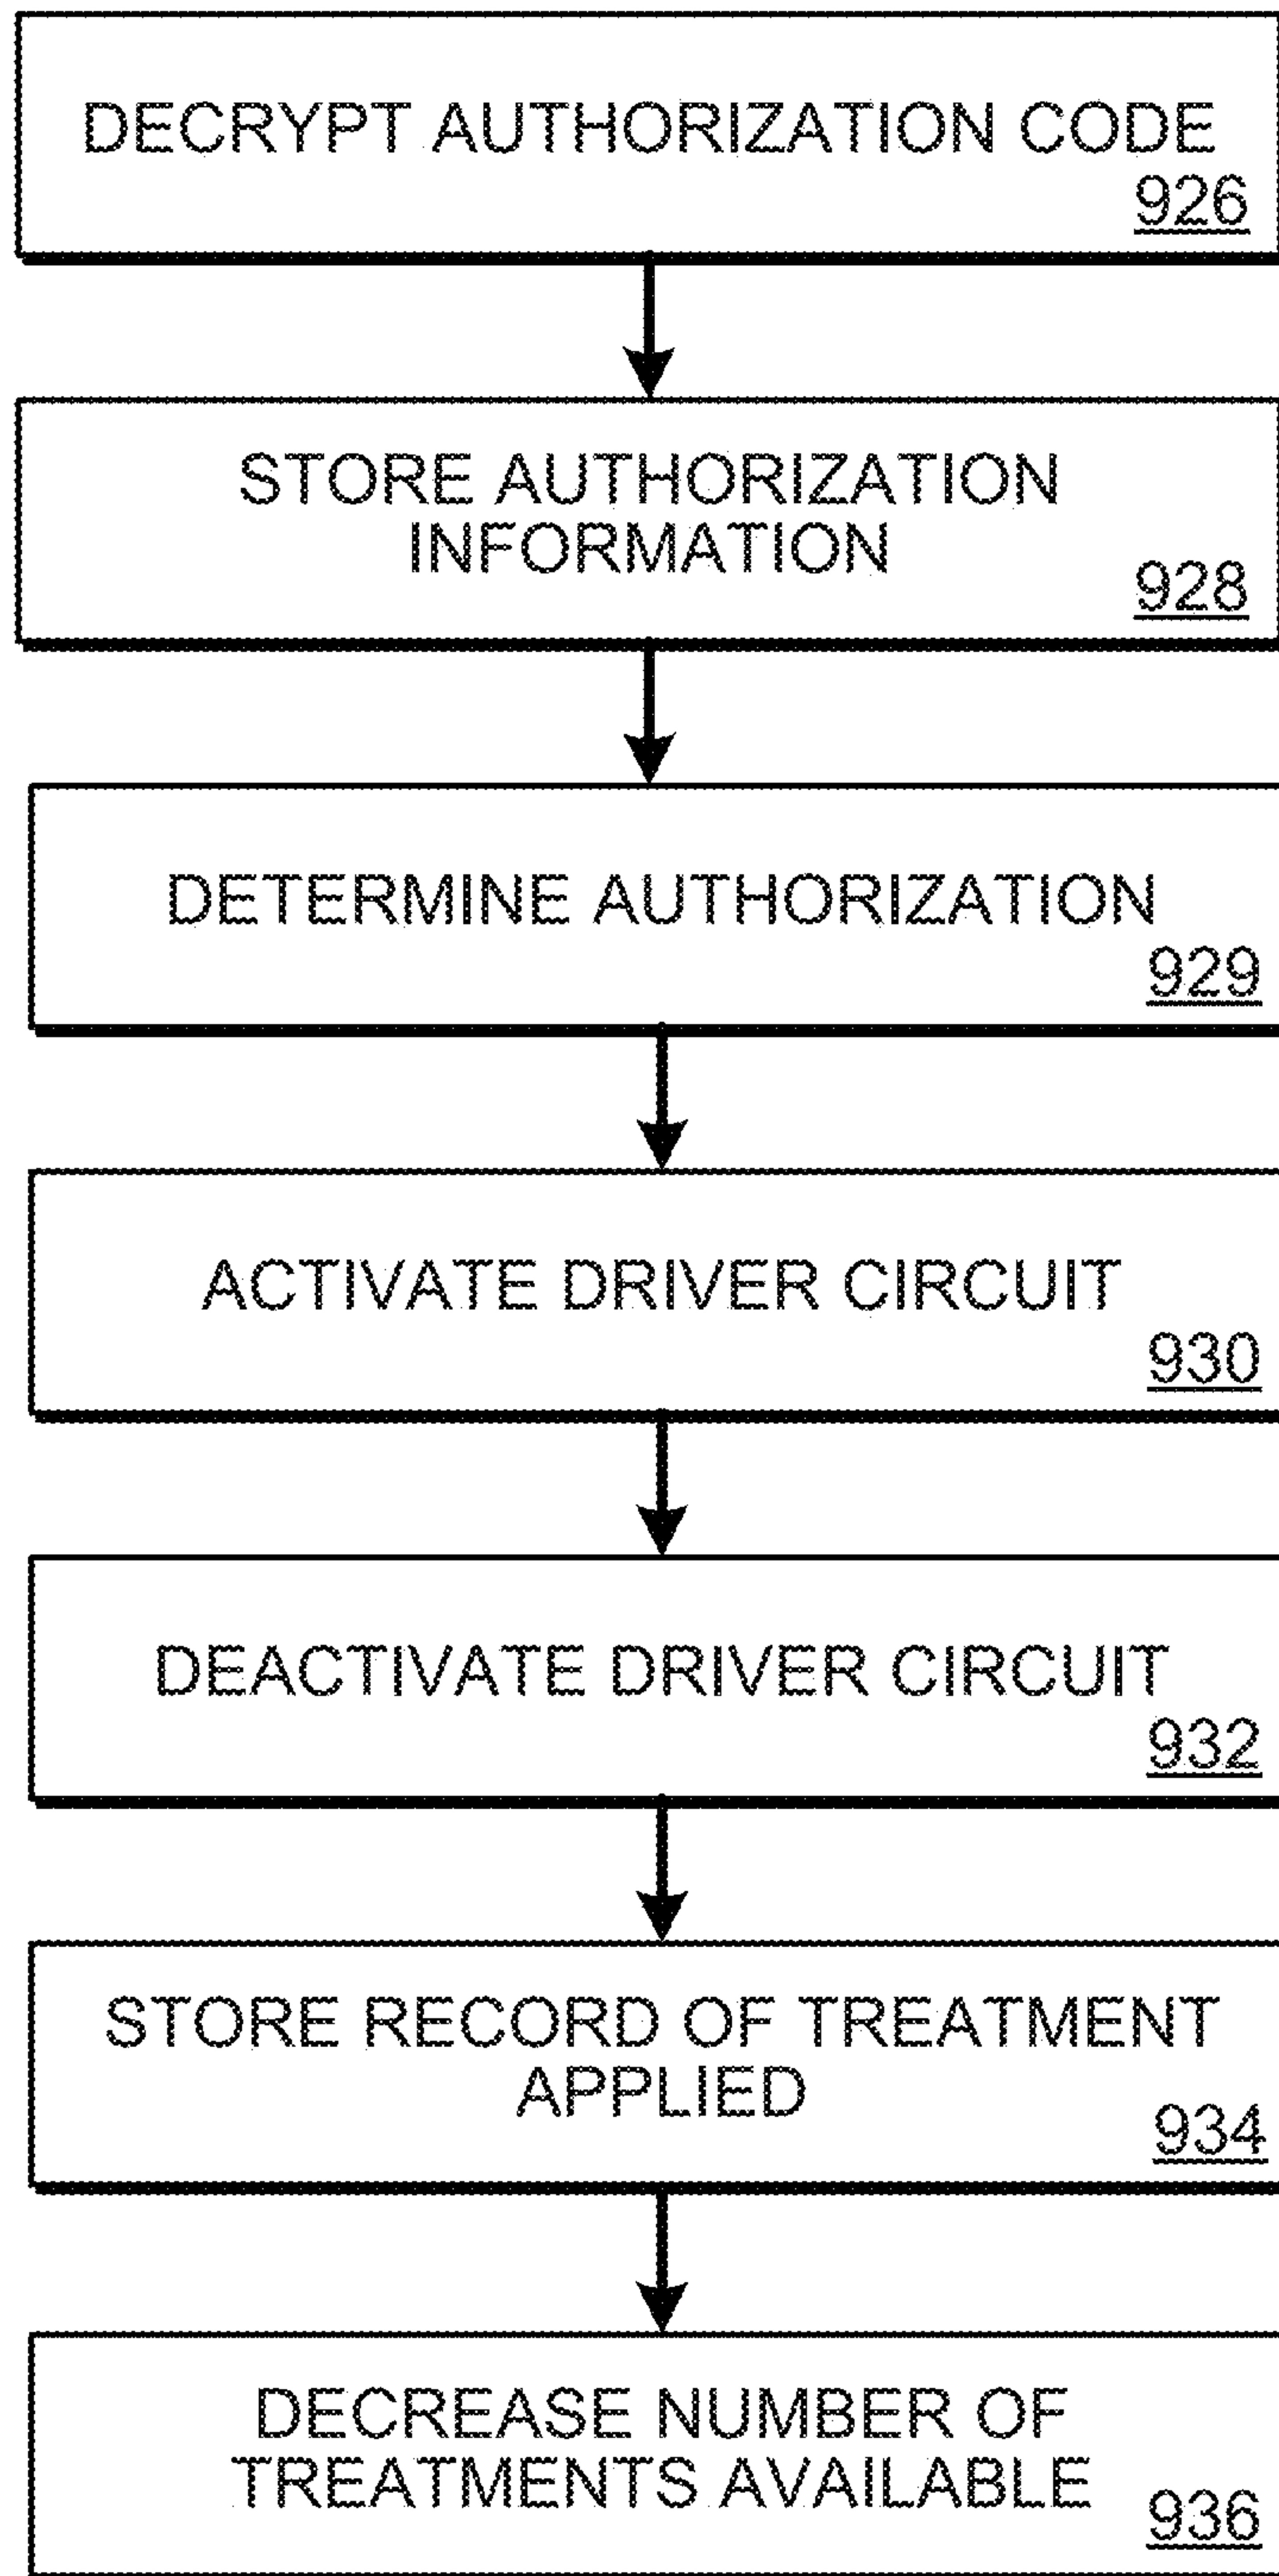 DECRYPT AUTHORIZATION CODE
926
STORE AUTHORIZATION
INFORMATION
928
DETERMINE AUTHORIZATION
929
ACTIVATE DRIVER CIRCUIT
930
DEACTIVATE DRIVER CIRCUIT
932
STORE RECORD OF TREATMENT
APPLIED
934
DECREASE NUMBER OF
TREATMENTS AVAILABLE
936